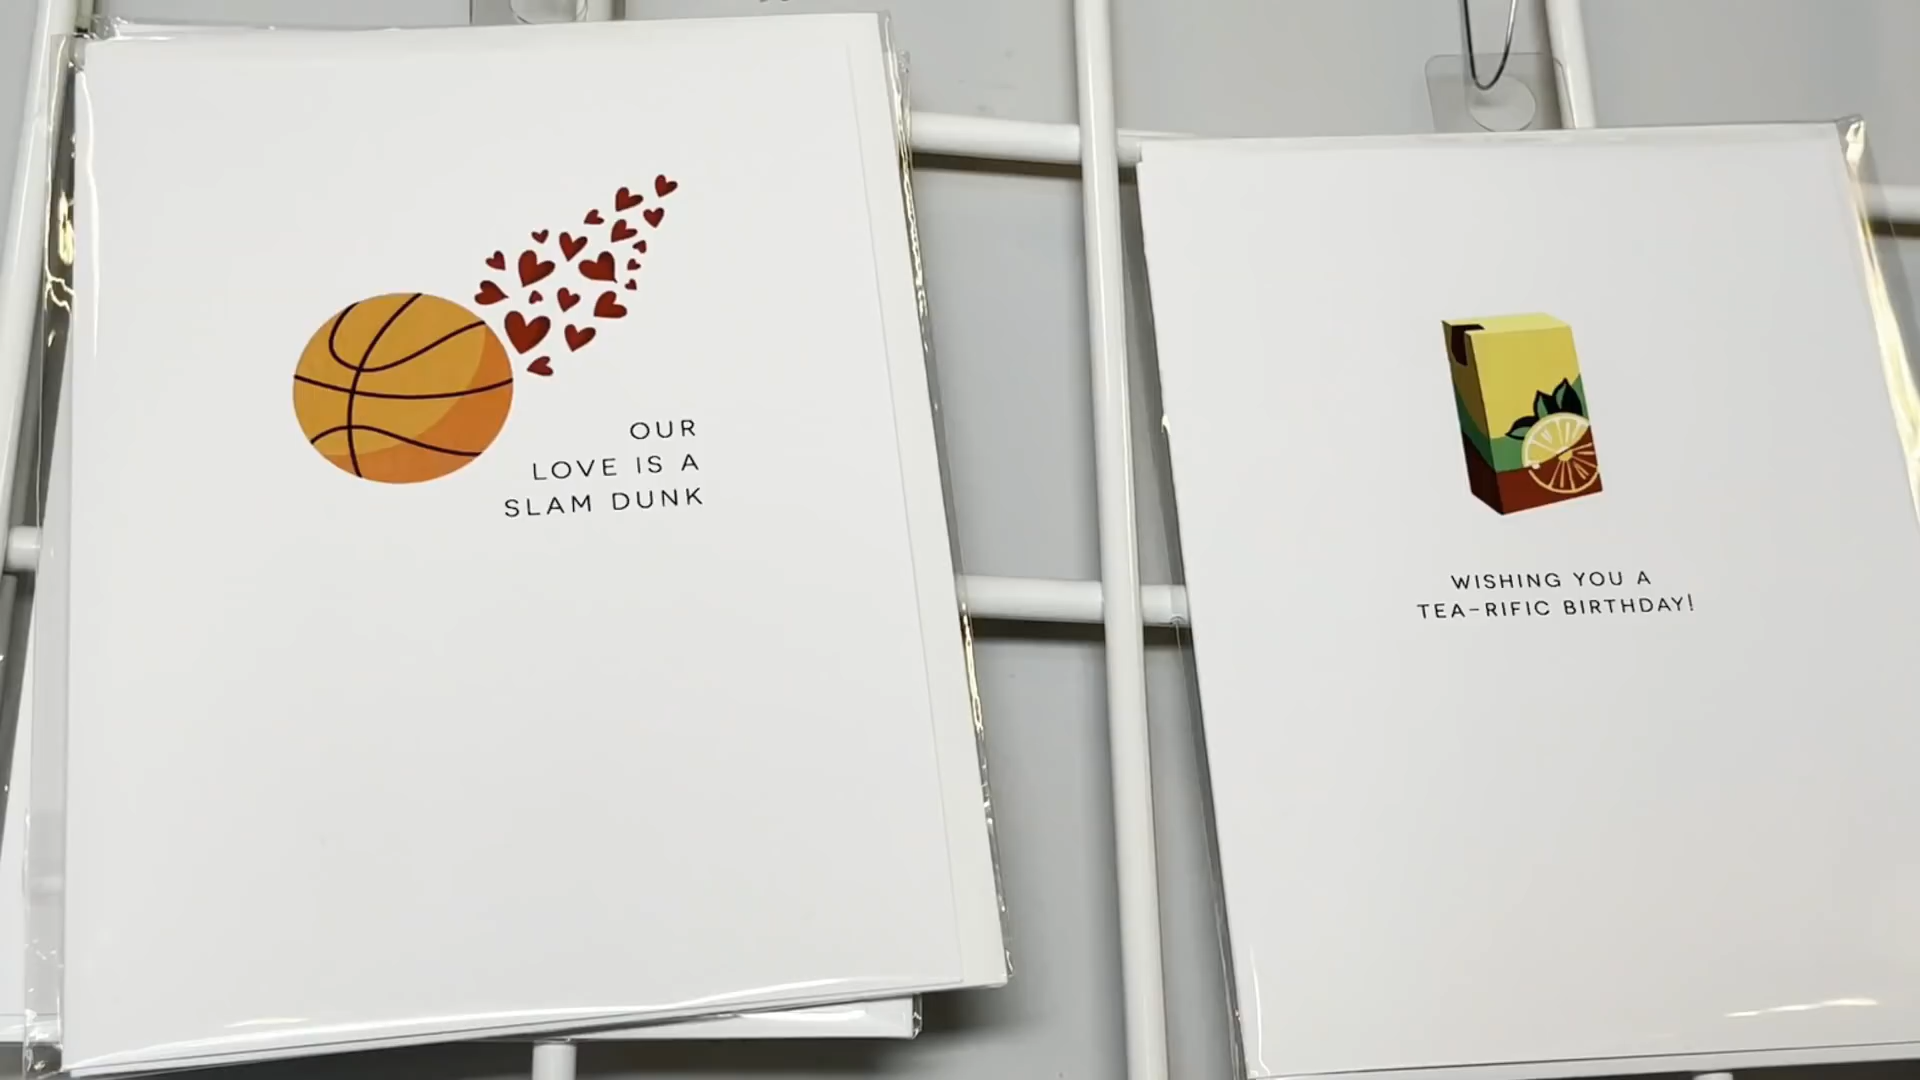 OUR
LOVE IS A
SLAM DUNK
WISHING YOU A
TEA-RIFIC BIRTHDAY!